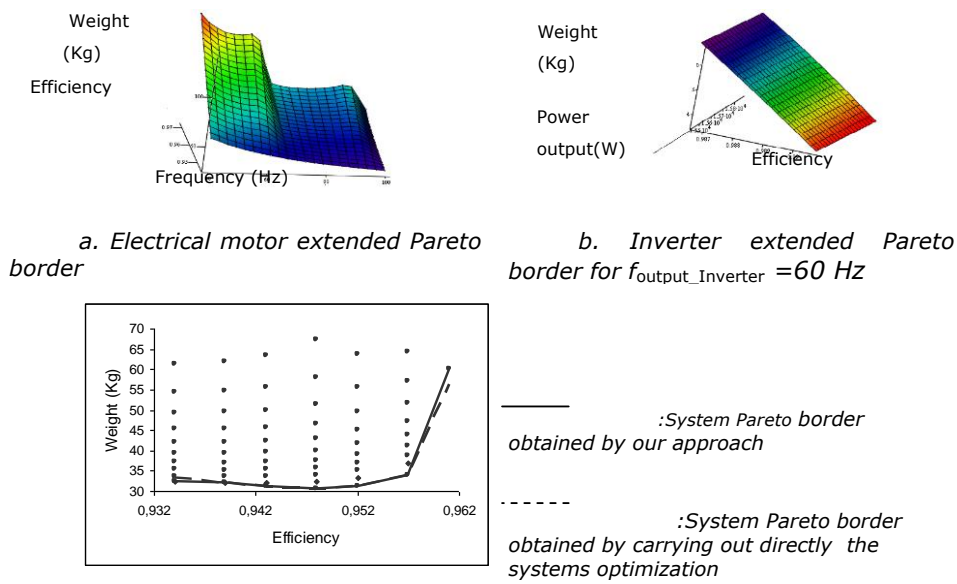 Weight
(Kg)
Efficiency
Frequency (Hz)
Weight
(Kg)
Power
output(W)
Efficiency
a. Electrical motor extended Pareto
border
b. Inverter extended Pareto
border for foutput_Inverter =60 Hz
70
65
60
55
50
45
40
35
30
Weight (Kg)
0,932
0,942
0,952
0,962
Efficiency
:System Pareto border
obtained by our approach
:System Pareto border
obtained by carrying out directly the
systems optimization